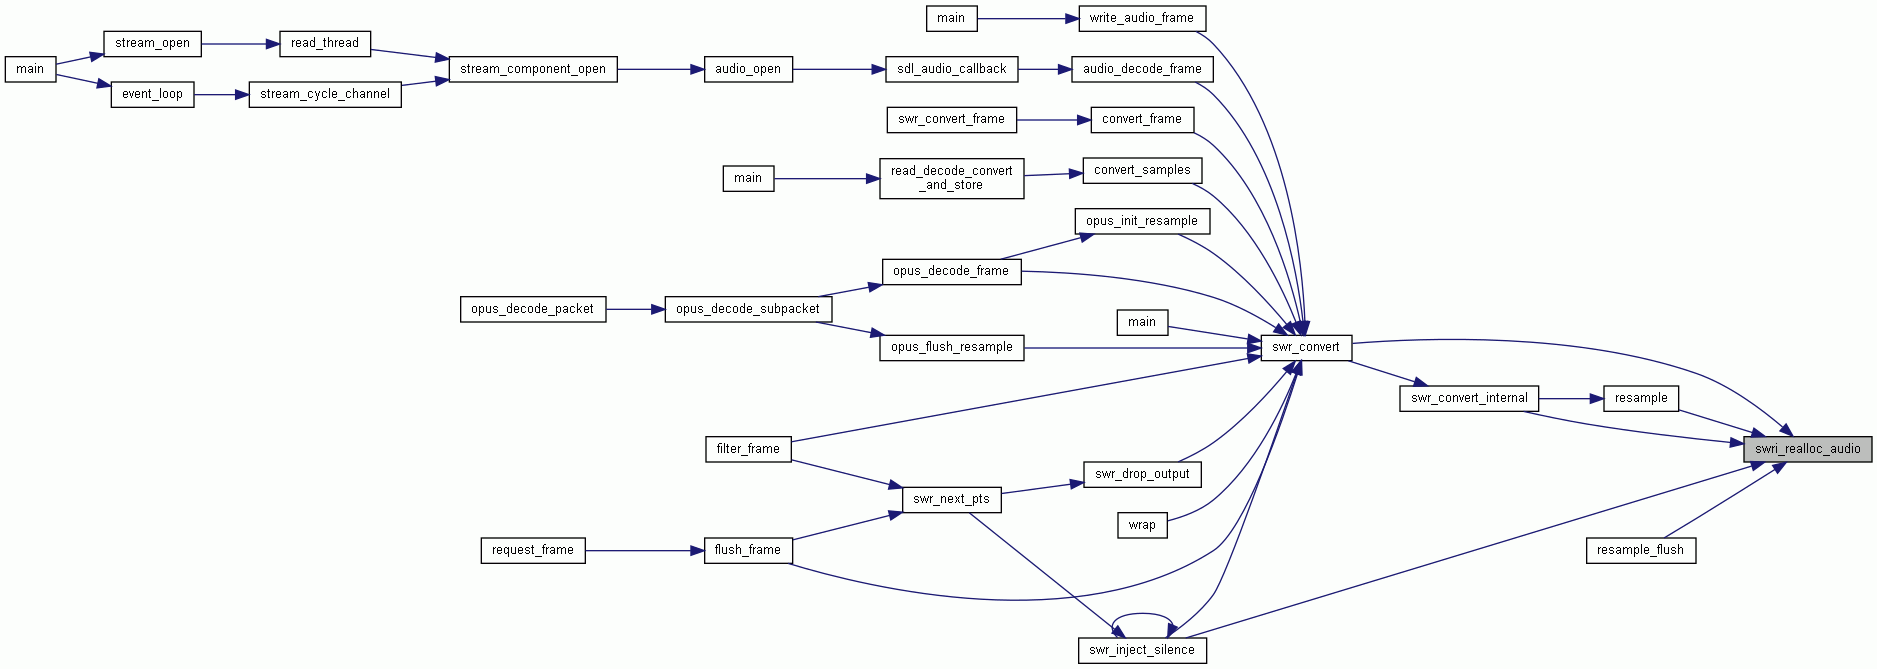 main
write_audio_frame
stream_open
read_thread
main
stream_component_open
audio_open
sdl_audio_callback
audio_decode_frame
event_loop
stream_cycle_channel
swr_convert_frame
convert_frame
main
read_decode_convert
_and_store
convert_samples
opus_init_resample
opus_decode_frame
opus_decode_packet
opus_decode_subpacket
main
opus_flush_resample
swr_convert
swr_convert_internal
resample
filter_frame
swri_realloc_audio
swr_drop_output
swr_next_pts
wrap
request_frame
flush_frame
resample_flush
swr_inject_silence